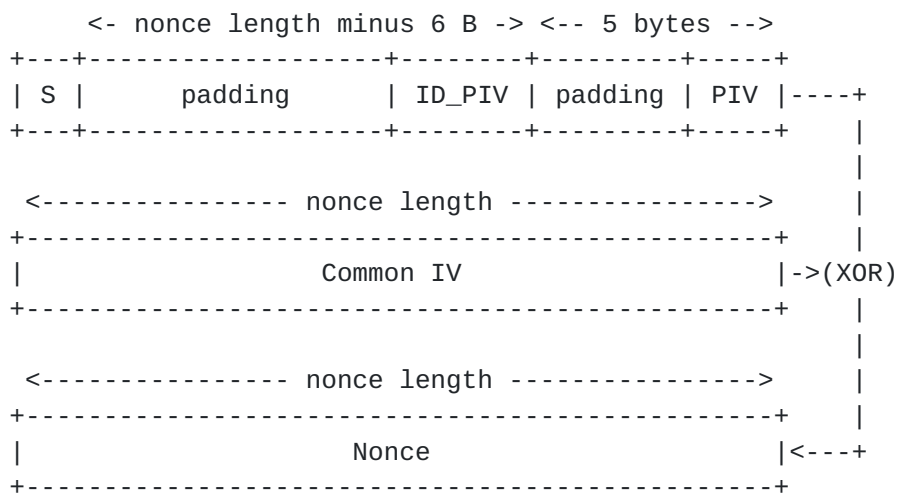 <- nonce length minus 6 B -> <-- 5 bytes -->
+---+-------------------+--------+---------+-----+
| S |      padding      | ID_PIV | padding | PIV |----+
+---+-------------------+--------+---------+-----+    |
                                                      |
 <---------------- nonce length ---------------->     |
+------------------------------------------------+    |
|                   Common IV                    |->(XOR)
+------------------------------------------------+    |
                                                      |
 <---------------- nonce length ---------------->     |
+------------------------------------------------+    |
|                     Nonce                      |<---+
+------------------------------------------------+